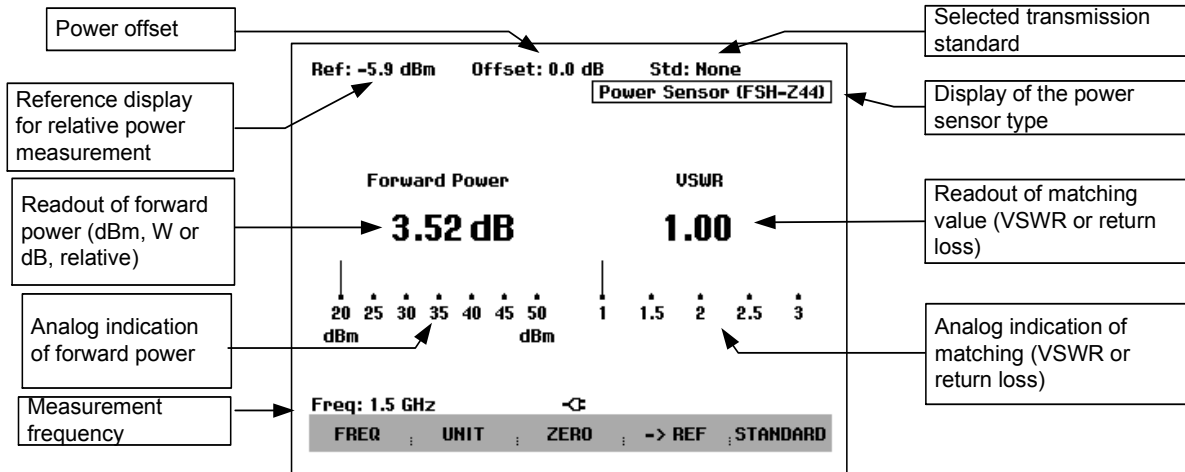 Power offset
Selected transmission
standard
Ref: -5.9 dBm Offset: 0.0 dB Std: None
Power Sensor (FSH-Z44)
Reference display
for relative power
measurement
Display of the power
sensor type
Forward Power VSWR
Readout of forward
power (dBm, W or
dB, relative)
3.52 dB 1.00
Readout of matching
value (VSWR or return
loss)
20 25 30 35 40 45 50
dBm dBm
1 1.5 2 2.5 3
Analog indication
of forward power
Analog indication of
matching (VSWR or
return loss)
Measurement
frequency
Freq: 1.5 GHz
FREQ UNIT ZERO -> REF STANDARD